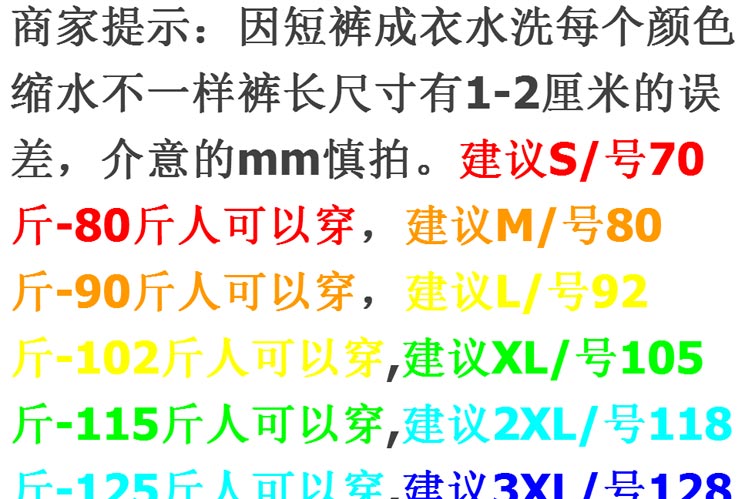 商家提示：因短裤成衣水洗每个颜色
缩水不一样裤长尺寸有1-2厘米的误
差，介意的mm慎拍。建议S/号70
斤-80斤人可以穿，建议M/号80
斤-90斤人可以穿，建议L/号92
斤-102斤人可以穿,建议XL/号105
斤-115斤人可以穿,建议2XL/号118
斤-125斤人可以穿,建议3XL/号128